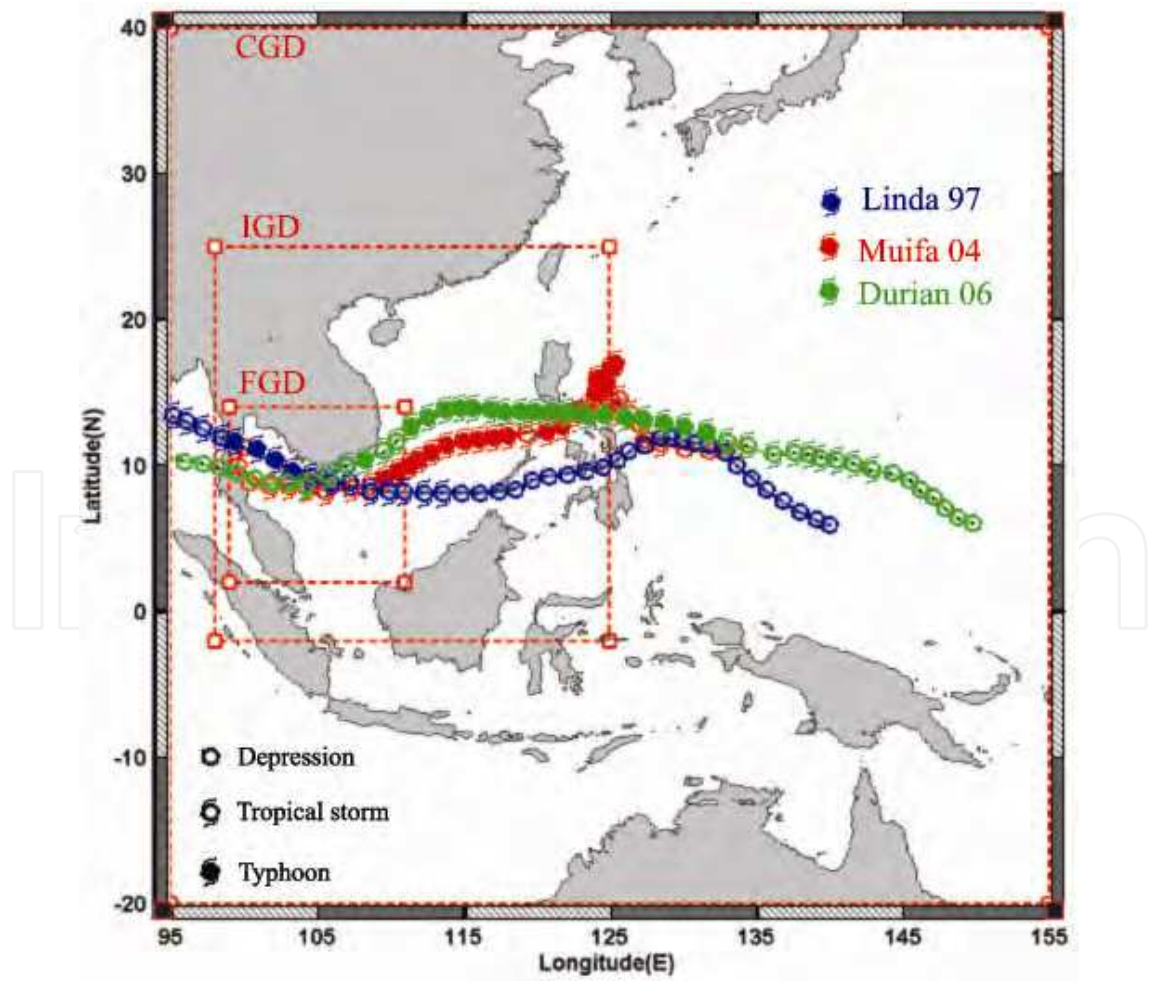 40
CGD
30
Linda 97
IGD
Muifa 04
Durian 06
20
FGD
Latitude(N)
10
0
-10
Depression
Tropical storm
Typhoon
-20
95 105 115 125 135 145 155
Longitude(E)